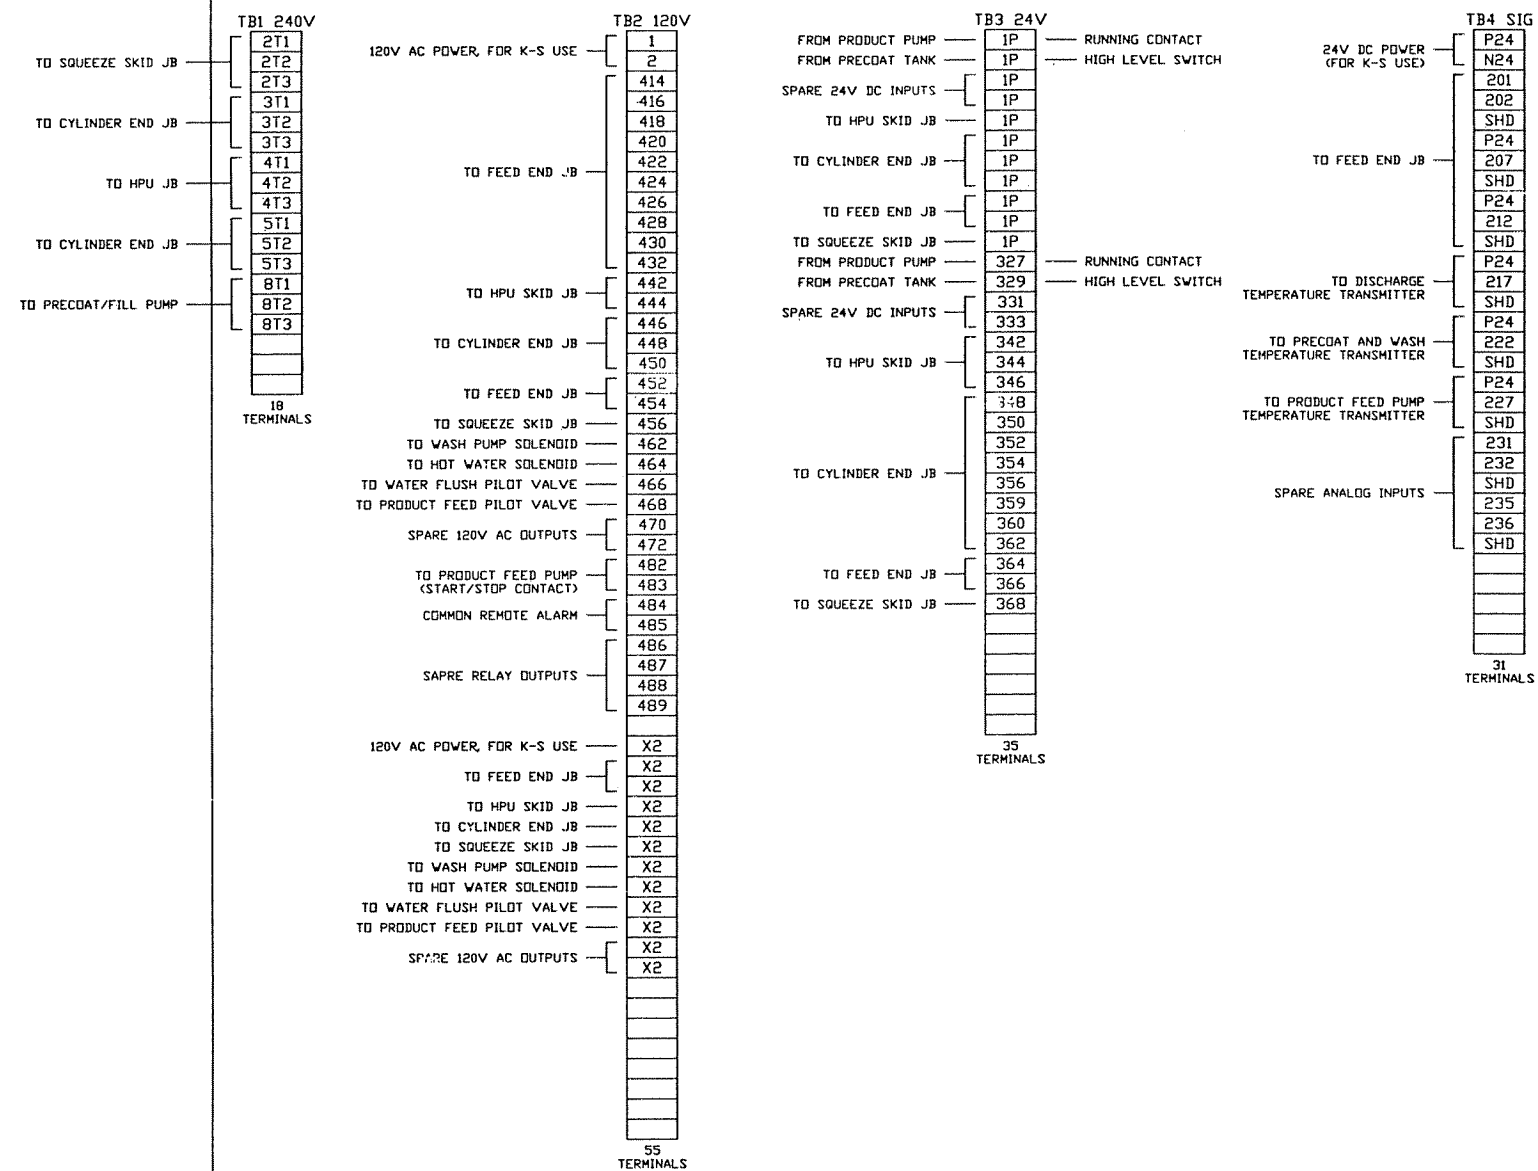 TB1 240V
TO SQUEEZE SKID JB
2T1
2T2
2T3
TO CYLINDER END JB
3T1
3T2
3T3
TO HPU JB
4T1
4T2
4T3
TO CYLINDER END JB
5T1
5T2
5T3
TO PRECOAT/FILL PUMP
8T1
8T2
8T3
18
TERMINALS
TB2 120V
120V AC POWER, FOR K-S USE
1
2
TO FEED END JB
414
416
418
420
422
424
426
428
430
432
TO HPU SKID JB
442
444
TO CYLINDER END JB
446
448
450
TO FEED END JB
452
454
TO SQUEEZE SKID JB 456
TO WASH PUMP SOLENOID 462
TO HOT WATER SOLENOID 464
TO WATER FLUSH PILOT VALVE 466
TO PRODUCT FEED PILOT VALVE 468
SPARE 120V AC OUTPUTS
470
472
TO PRODUCT FEED PUMP
(START/STOP CONTACT)
482
483
COMMON REMOTE ALARM
484
485
SAPRE RELAY OUTPUTS
486
487
488
489
120V AC POWER, FOR K-S USE X2
TO FEED END JB
X2
X2
TO HPU SKID JB X2
TO CYLINDER END JB X2
TO SQUEEZE SKID JB X2
TO WASH PUMP SOLENOID X2
TO HOT WATER SOLENOID X2
TO WATER FLUSH PILOT VALVE X2
TO PRODUCT FEED PILOT VALVE X2
SPARE 120V AC OUTPUTS
X2
X2
55
TERMINALS
TB3 24V
FROM PRODUCT PUMP 1P RUNNING CONTACT
FROM PRECOAT TANK 1P HIGH LEVEL SWITCH
SPARE 24V DC INPUTS
1P
1P
TO HPU SKID JB 1P
TO CYLINDER END JB
1P
1P
1P
TO FEED END JB
1P
1P
TO SQUEEZE SKID JB 1P
FROM PRODUCT PUMP 327 RUNNING CONTACT
FROM PRECOAT TANK 329 HIGH LEVEL SWITCH
SPARE 24V DC INPUTS
331
333
TO HPU SKID JB
342
344
346
TO CYLINDER END JB
348
350
352
354
356
359
360
362
TO FEED END JB
364
366
TO SQUEEZE SKID JB 368
35
TERMINALS
TB4 SIG
24V DC POWER
(FOR K-S USE)
P24
N24
TO FEED END JB
201
202
SHD
P24
207
SHD
P24
212
SHD
TO DISCHARGE
TEMPERATURE TRANSMITTER
P24
217
SHD
TO PRECOAT AND WASH
TEMPERATURE TRANSMITTER
P24
222
SHD
TO PRODUCT FEED PUMP
TEMPERATURE TRANSMITTER
P24
227
SHD
SPARE ANALOG INPUTS
231
232
SHD
235
236
SHD
31
TERMINALS